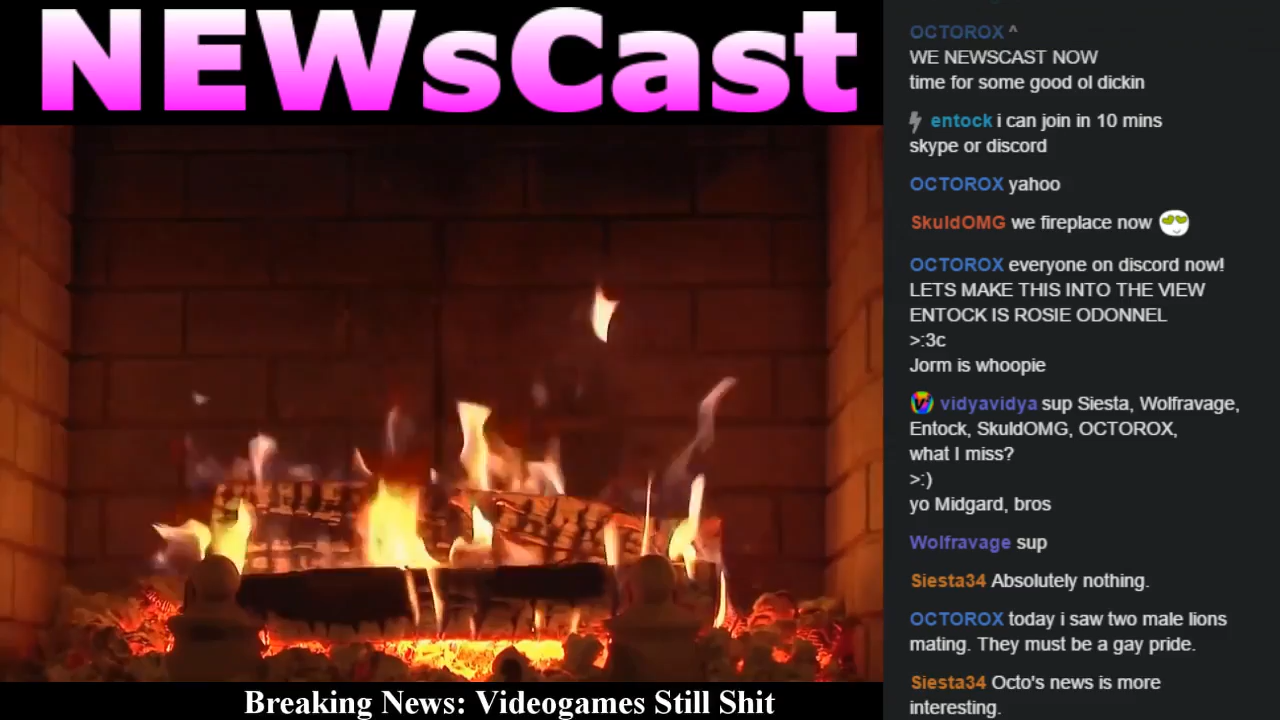 NEWsCast
Breaking News: Videogames Still Shit
OCTOROX ^
WE NEWSCAST NOW
time for some good ol dickin
entock i can join in 10 mins
skype or discord
OCTOROX yahoo
SkuldOMG we fireplace now
OCTOROX everyone on discord now!
LETS MAKE THIS INTO THE VIEW
ENTOCK IS ROSIE ODONNEL
>:3c
Jorm is whoopie
vidyavidya sup Siesta, Wolfravage,
Entock, SkuldOMG, OCTOROX,
what I miss?
>:)
yo Midgard, bros
Wolfravage sup
Siesta34 Absolutely nothing.
OCTOROX today i saw two male lions
mating. They must be a gay pride.
Siesta34 Octo's news is more
interesting.